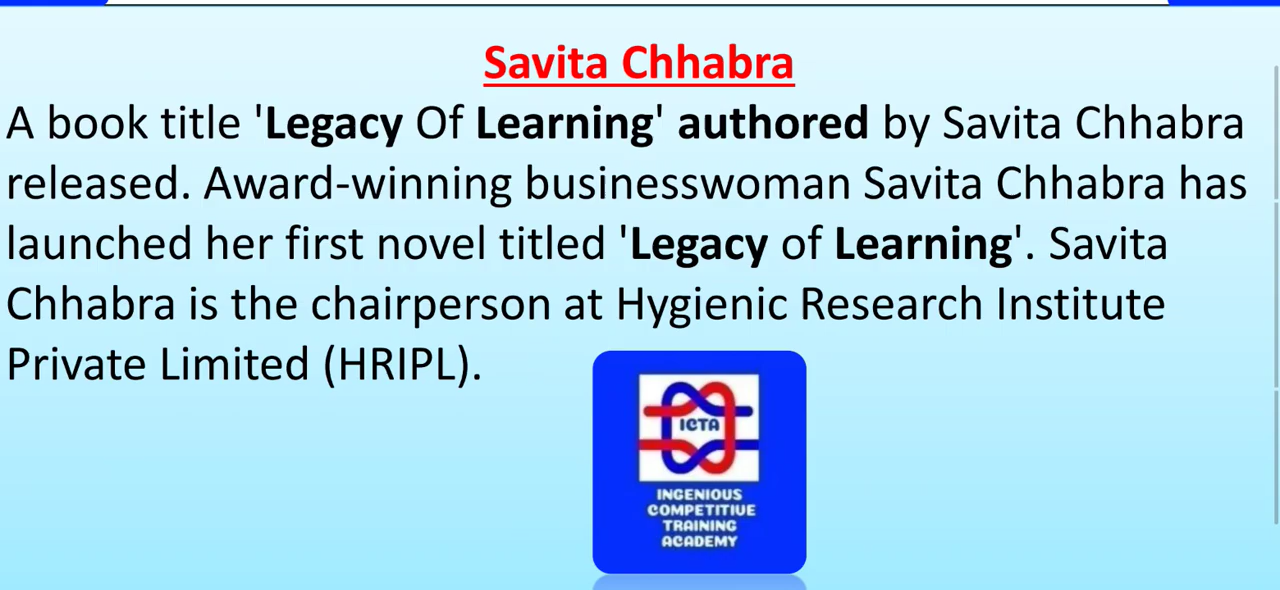 Savita Chhabra
A book title 'Legacy Of Learning' authored by Savita Chhabra
released. Award-winning businesswoman Savita Chhabra has
launched her first novel titled 'Legacy of Learning'. Savita
Chhabra is the chairperson at Hygienic Research Institute
Private Limited (HRIPL).
ICTA
INGENIOUS
COMPETITIVE
TRAINING
ACADEMY